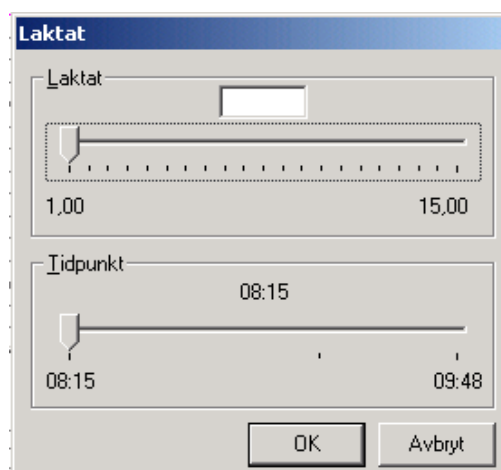 Laktat
Laktat
1,00 15,00
Tidpunkt
08:15
08:15 09:48
OK Avbryt